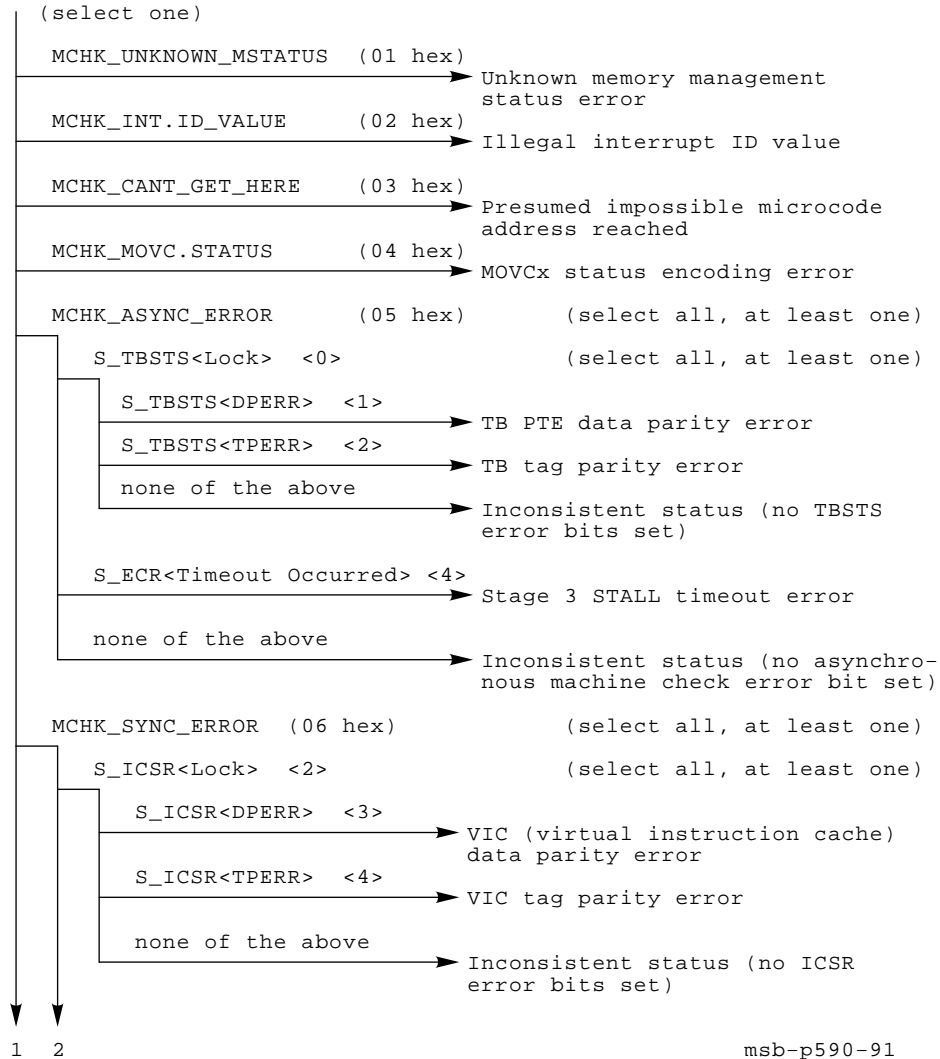 (select one)
MCHK_UNKNOWN_MSTATUS (01 hex)
Unknown memory management
status error
MCHK_INT.ID_VALUE (02 hex)
Illegal interrupt ID value
MCHK_CANT_GET_HERE (03 hex)
Presumed impossible microcode
address reached
MCHK_MOVC.STATUS (04 hex)
MOVCx status encoding error
MCHK_ASYNC_ERROR (05 hex) (select all, at least one)
S_TBSTS<Lock> <0> (select all, at least one)
S_TBSTS<DPERR> <1>
TB PTE data parity error
S_TBSTS<TPERR> <2>
TB tag parity error
none of the above
Inconsistent status (no TBSTS
error bits set)
S_ECR<Timeout Occurred> <4>
Stage 3 STALL timeout error
none of the above
Inconsistent status (no asynchro-
nous machine check error bit set)
MCHK_SYNC_ERROR (06 hex) (select all, at least one)
S_ICSR<Lock> <2> (select all, at least one)
S_ICSR<DPERR> <3>
VIC (virtual instruction cache)
data parity error
S_ICSR<TPERR> <4>
VIC tag parity error
none of the above
Inconsistent status (no ICSR
error bits set)
1 2 msb-p590-91